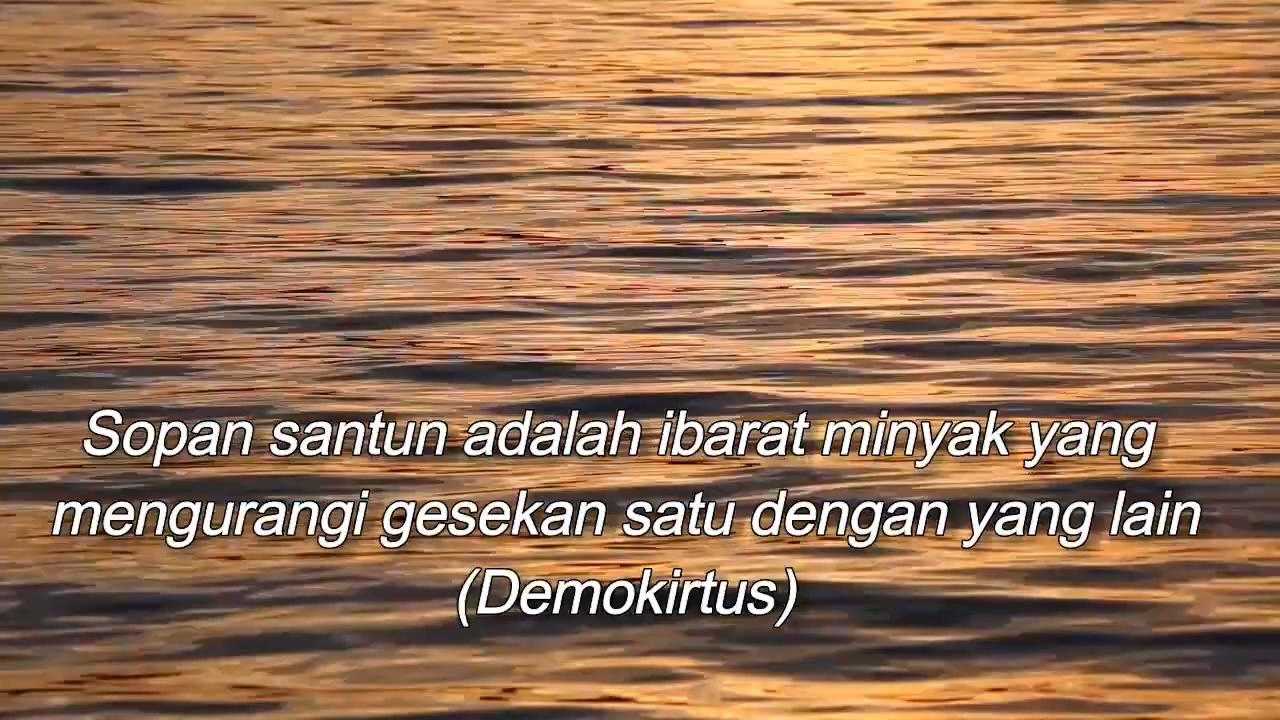 Sopan santun adalah ibarat minyak yang
mengurangi gesekan satu dengan yang lain
(Demokirtus)